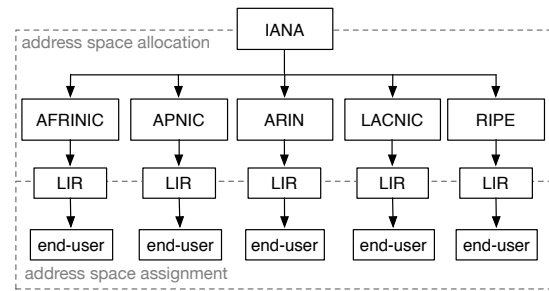 IANA
address space allocation
AFRINIC APNIC ARIN LACNIC RIPE
LIR LIR LIR LIR LIR
end-user end-user end-user end-user end-user
address space assignment